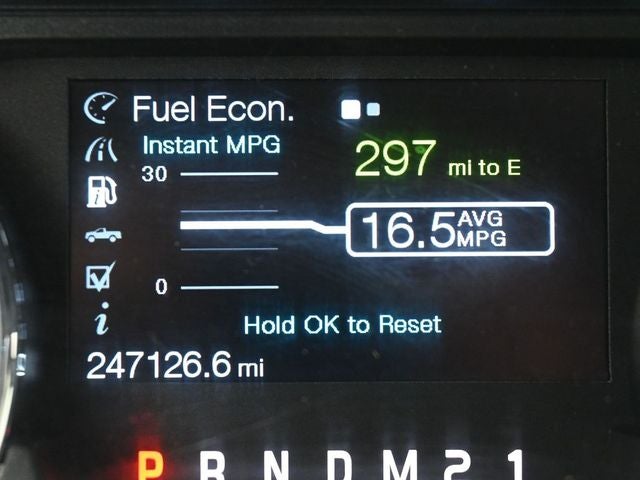 Fuel Econ.
Instant MPG
30
297 mi to E
16.5 AVG MPG
0
Hold OK to Reset
247126.6 mi
P R N D M 2 1